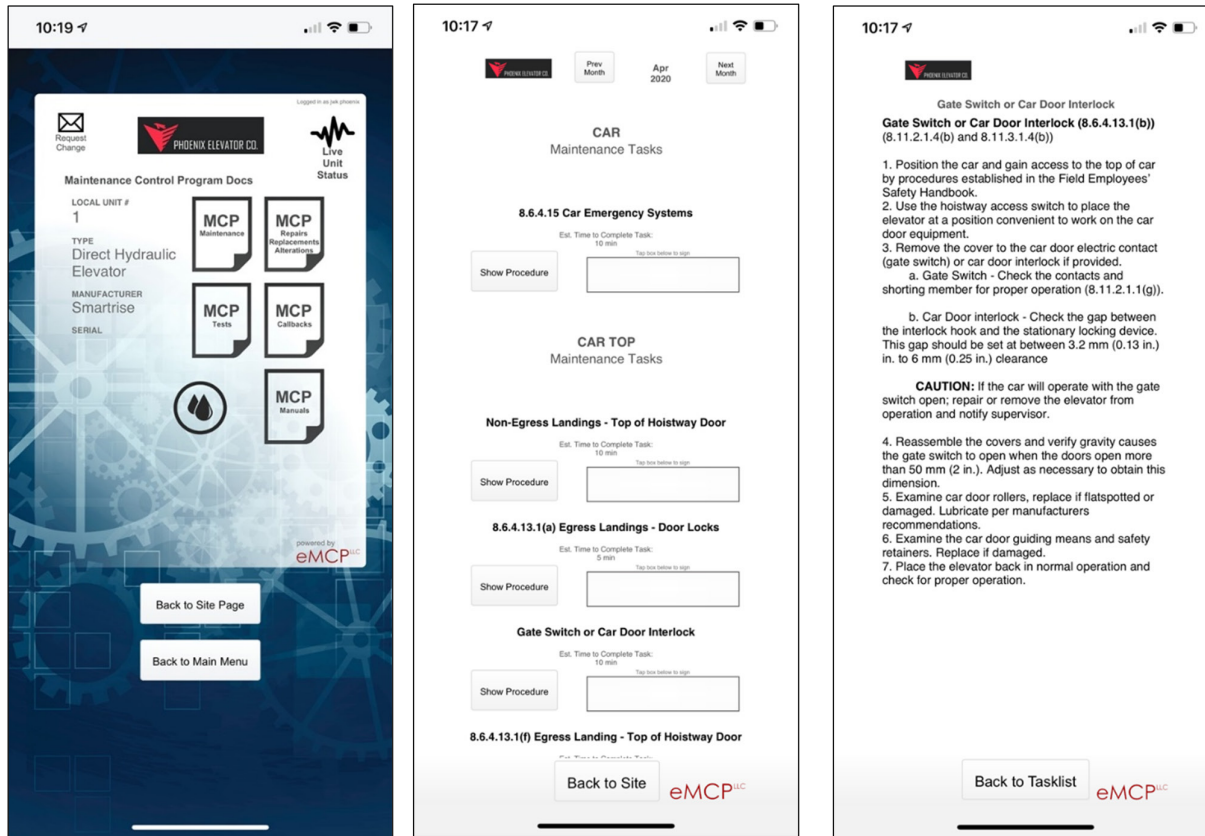 10:19
Logged in as jwk phoenix
Request
Change
PHOENIX ELEVATOR CO.
Live
Unit
Status
Maintenance Control Program Docs
LOCAL UNIT #
1
TYPE
Direct Hydraulic
Elevator
MANUFACTURER
Smartrise
SERIAL
MCP
Maintenance
MCP
Repairs
Replacements
Alterations
MCP
Tests
MCP
Callbacks
MCP
Manuals
powered by
eMCP LLC
Back to Site Page
Back to Main Menu
10:17
PHOENIX ELEVATOR CO.
Prev
Month
Apr
2020
Next
Month
CAR
Maintenance Tasks
8.6.4.15 Car Emergency Systems
Est. Time to Complete Task:
10 min
Tap box below to sign
Show Procedure
CAR TOP
Maintenance Tasks
Non-Egress Landings - Top of Hoistway Door
Est. Time to Complete Task:
10 min
Tap box below to sign
Show Procedure
8.6.4.13.1(a) Egress Landings - Door Locks
Est. Time to Complete Task:
5 min
Tap box below to sign
Show Procedure
Gate Switch or Car Door Interlock
Est. Time to Complete Task:
10 min
Tap box below to sign
Show Procedure
8.6.4.13.1(f) Egress Landing - Top of Hoistway Door
Est. Time to Complete Task:
Back to Site
eMCP LLC
10:17
PHOENIX ELEVATOR CO.
Gate Switch or Car Door Interlock
Gate Switch or Car Door Interlock (8.6.4.13.1(b))
(8.11.2.1.4(b) and 8.11.3.1.4(b))
1. Position the car and gain access to the top of car
by procedures established in the Field Employees'
Safety Handbook.
2. Use the hoistway access switch to place the
elevator at a position convenient to work on the car
door equipment.
3. Remove the cover to the car door electric contact
(gate switch) or car door interlock if provided.
a. Gate Switch - Check the contacts and
shorting member for proper operation (8.11.2.1.1(g)).
b. Car Door interlock - Check the gap between
the interlock hook and the stationary locking device.
This gap should be set at between 3.2 mm (0.13 in.)
in. to 6 mm (0.25 in.) clearance
CAUTION: If the car will operate with the gate
switch open; repair or remove the elevator from
operation and notify supervisor.
4. Reassemble the covers and verify gravity causes
the gate switch to open when the doors open more
than 50 mm (2 in.). Adjust as necessary to obtain this
dimension.
5. Examine car door rollers, replace if flatspotted or
damaged. Lubricate per manufacturers
recommendations.
6. Examine the car door guiding means and safety
retainers. Replace if damaged.
7. Place the elevator back in normal operation and
check for proper operation.
Back to Tasklist
eMCP LLC